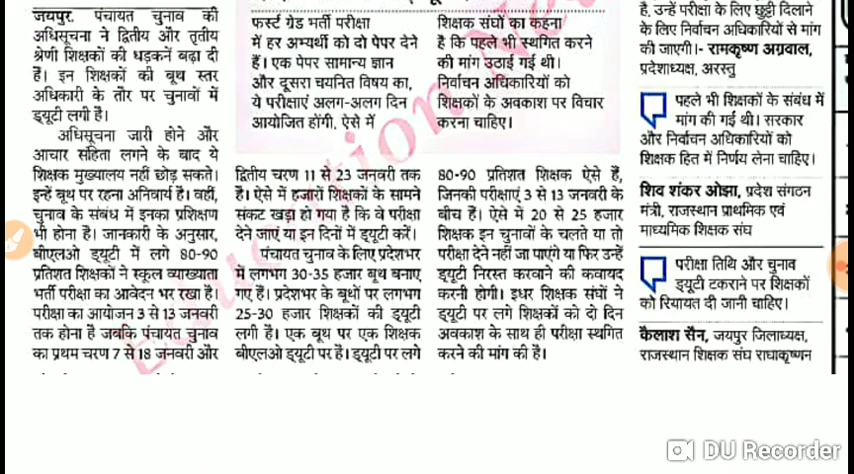 जयपुर. पंचायत चुनाव की
अधिसूचना ने द्वितीय और तृतीय
श्रेणी शिक्षकों की धड़कनें बढ़ा दी
हैं। इन शिक्षकों की बूथ स्तर
अधिकारी के तौर पर चुनावों में
ड्यूटी लगी है।
अधिसूचना जारी होने और
आचार संहिता लगने के बाद ये
शिक्षक मुख्यालय नहीं छोड़ सकते।
इन्हें बूथ पर रहना अनिवार्य है। वहीं,
चुनाव के संबंध में इनका प्रशिक्षण
भी होना है। जानकारी के अनुसार,
बीएलओ ड्यूटी में लगे 80-90
प्रतिशत शिक्षकों ने स्कूल व्याख्याता
भर्ती परीक्षा का आवेदन भर रखा है।
परीक्षा का आयोजन 3 से 13 जनवरी
तक होना है जबकि पंचायत चुनाव
का प्रथम चरण 7 से 18 जनवरी और
फर्स्ट ग्रेड भर्ती परीक्षा
में हर अभ्यर्थी को दो पेपर देने
हैं। एक पेपर सामान्य ज्ञान
और दूसरा चयनित विषय का,
ये परीक्षाएं अलग-अलग दिन
आयोजित होंगी, ऐसे में
शिक्षक संघों का कहना
है कि पहले भी स्थगित करने
की मांग उठाई गई थी।
निर्वाचन अधिकारियों को
शिक्षकों के अवकाश पर विचार
करना चाहिए।
द्वितीय चरण 11 से 23 जनवरी तक
है। ऐसे में हजारों शिक्षकों के सामने
संकट खड़ा हो गया है कि वे परीक्षा
देने जाएं या इन दिनों में ड्यूटी करें।
पंचायत चुनाव के लिए प्रदेशभर
में लगभग 30-35 हजार बूथ बनाए
गए हैं। प्रदेशभर के बूथों पर लगभग
25-30 हजार शिक्षकों की ड्यूटी
लगी है। एक बूथ पर एक शिक्षक
बीएलओ ड्यूटी पर है। ड्यूटी पर लगे
80-90 प्रतिशत शिक्षक ऐसे हैं,
जिनकी परीक्षाएं 3 से 13 जनवरी के
बीच हैं। ऐसे में 20 से 25 हजार
शिक्षक इन चुनावों के चलते या तो
परीक्षा देने नहीं जा पाएंगे या फिर उन्हें
ड्यूटी निरस्त करवाने की कवायद
करनी होगी। इधर शिक्षक संघों ने
ड्यूटी पर लगे शिक्षकों को दो दिन
अवकाश के साथ ही परीक्षा स्थगित
करने की मांग की है।
है, उन्हें परीक्षा के लिए छुट्टी दिलाने
के लिए निर्वाचन अधिकारियों से मांग
की जाएगी।- रामकृष्ण अग्रवाल,
प्रदेशाध्यक्ष, अरस्तु
पहले भी शिक्षकों के संबंध में
मांग की गई थी। सरकार
और निर्वाचन अधिकारियों को
शिक्षक हित में निर्णय लेना चाहिए।
शिव शंकर ओझा, प्रदेश संगठन
मंत्री, राजस्थान प्राथमिक एवं
माध्यमिक शिक्षक संघ
परीक्षा तिथि और चुनाव
ड्यूटी टकराने पर शिक्षकों
को रियायत दी जानी चाहिए।
कैलाश सैन, जयपुर जिलाध्यक्ष,
राजस्थान शिक्षक संघ राधाकृष्णन
Education
DU Recorder